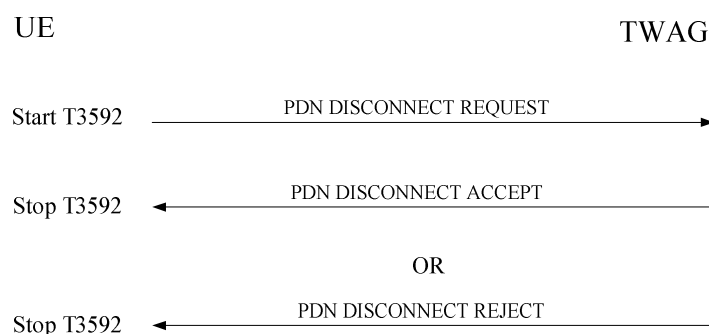 UE
TWAG
Start T3592
PDN DISCONNECT REQUEST
Stop T3592
PDN DISCONNECT ACCEPT
OR
Stop T3592
PDN DISCONNECT REJECT